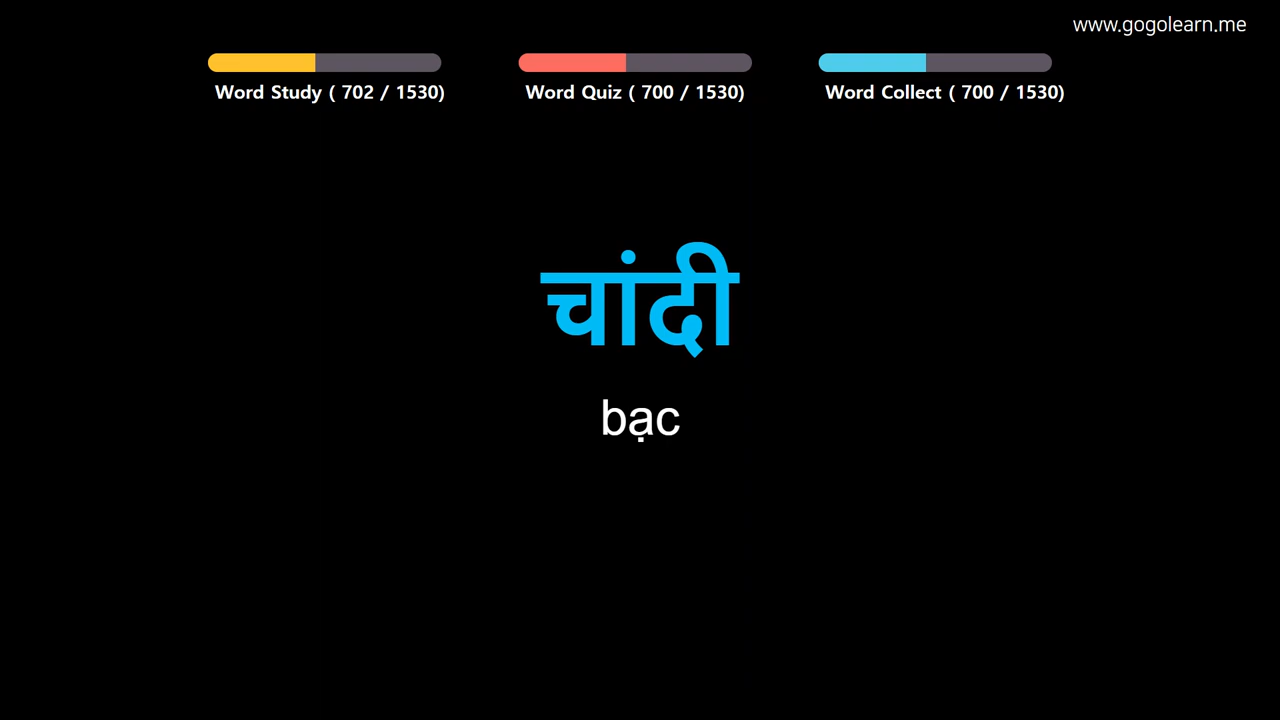 www.gogolearn.me
Word Study ( 702 / 1530)
Word Quiz ( 700 / 1530)
Word Collect ( 700 / 1530)
चांदी
bạc